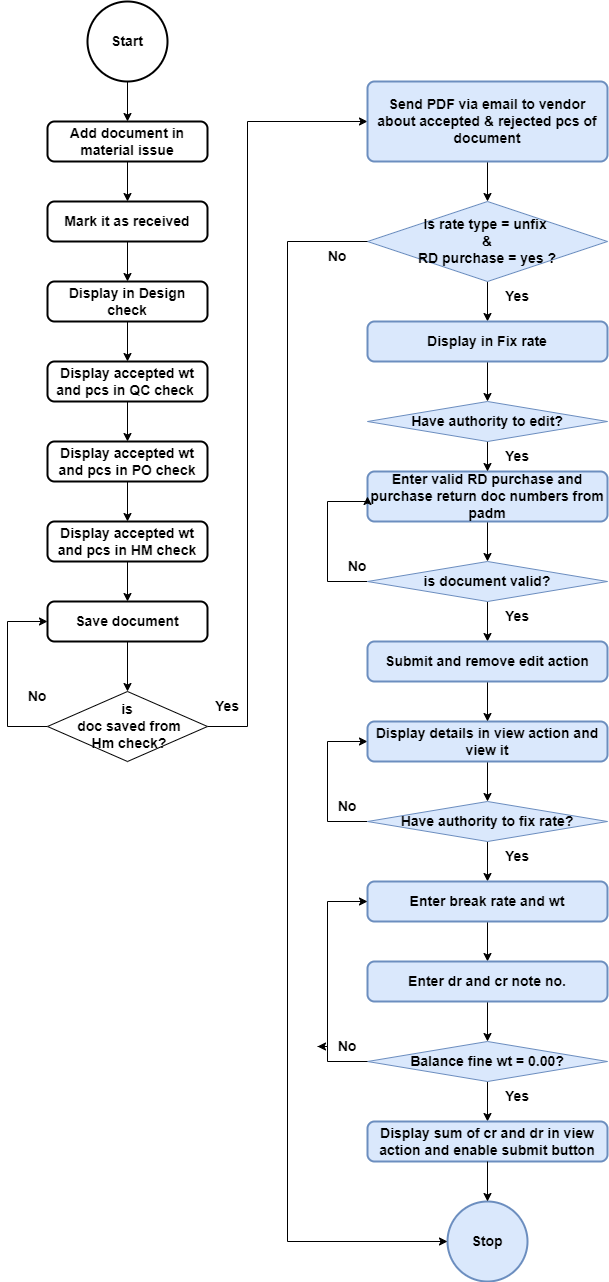 Start
Add document in
material issue
Mark it as received
Display in Design
check
Display accepted wt
and pcs in QC check
Display accepted wt
and pcs in PO check
Display accepted wt
and pcs in HM check
Save document
No
is
doc saved from
Hm check?
Yes
Send PDF via email to vendor
about accepted & rejected pcs of
document
Is rate type = unfix
&
RD purchase = yes ?
No
Yes
Display in Fix rate
Have authority to edit?
Yes
Enter valid RD purchase and
purchase return doc numbers from
padm
No
is document valid?
Yes
Submit and remove edit action
Display details in view action and
view it
No
Have authority to fix rate?
Yes
Enter break rate and wt
Enter dr and cr note no.
No
Balance fine wt = 0.00?
Yes
Display sum of cr and dr in view
action and enable submit button
Stop